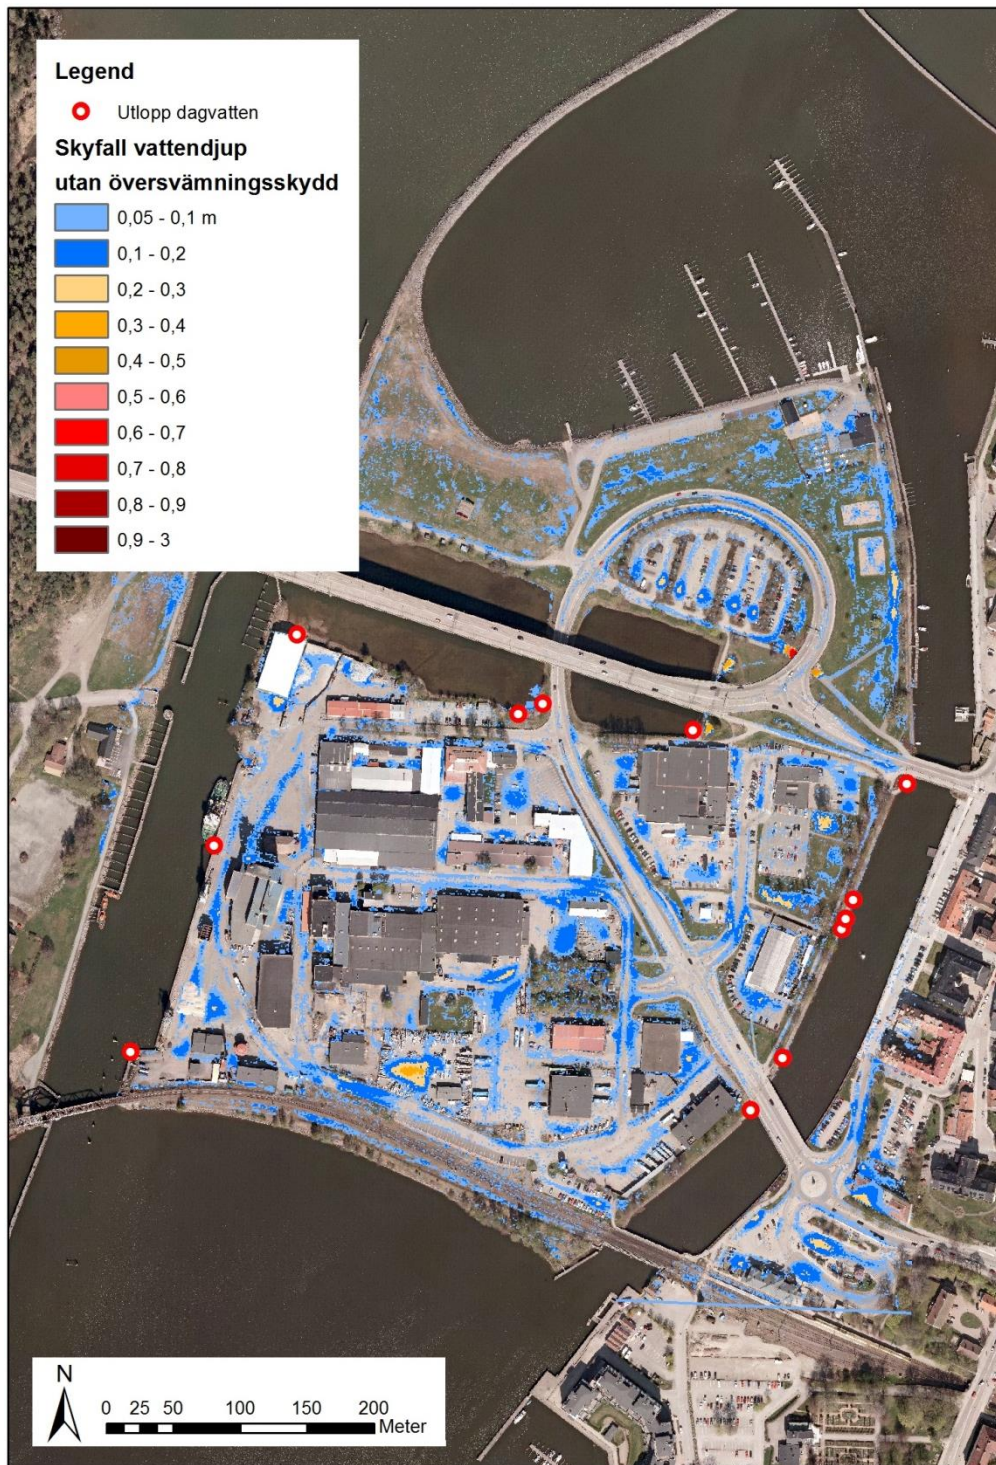 Legend
Utlopp dagvatten
Skyfall vattendjup
utan översvämningsskydd
0,05 - 0,1 m
0,1 - 0,2
0,2 - 0,3
0,3 - 0,4
0,4 - 0,5
0,5 - 0,6
0,6 - 0,7
0,7 - 0,8
0,8 - 0,9
0,9 - 3
N
0 25 50 100 150 200
Meter